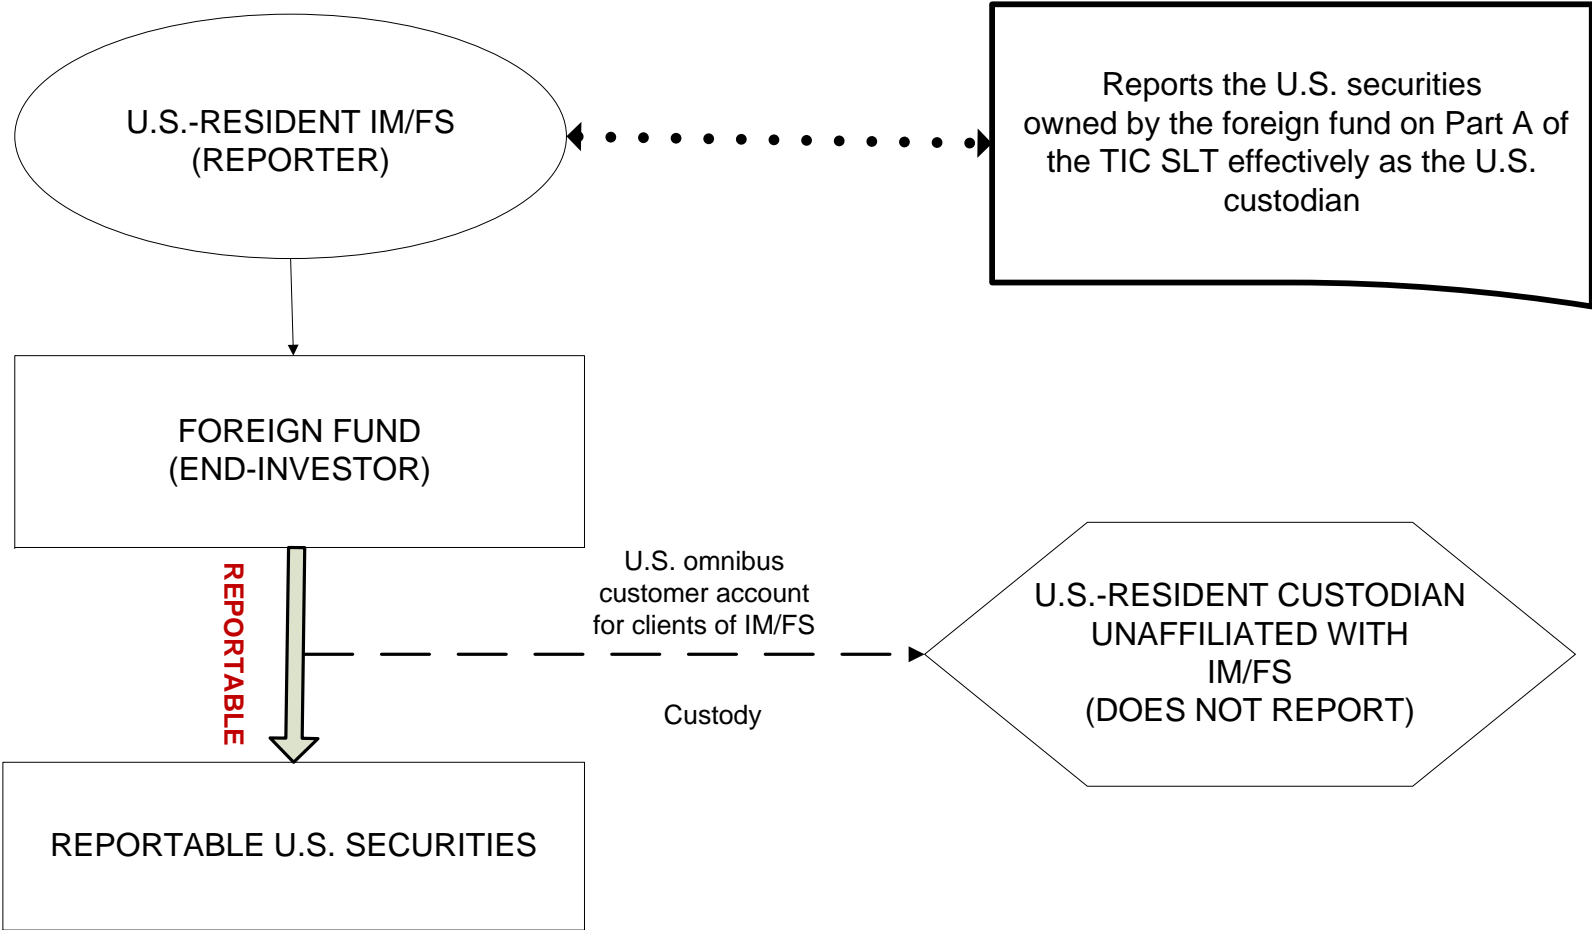 U.S.-RESIDENT IM/FS
(REPORTER)
Reports the U.S. securities
owned by the foreign fund on Part A of
the TIC SLT effectively as the U.S.
custodian
FOREIGN FUND
(END-INVESTOR)
REPORTABLE
U.S. omnibus
customer account
for clients of IM/FS
Custody
U.S.-RESIDENT CUSTODIAN
UNAFFILIATED WITH
IM/FS
(DOES NOT REPORT)
REPORTABLE U.S. SECURITIES